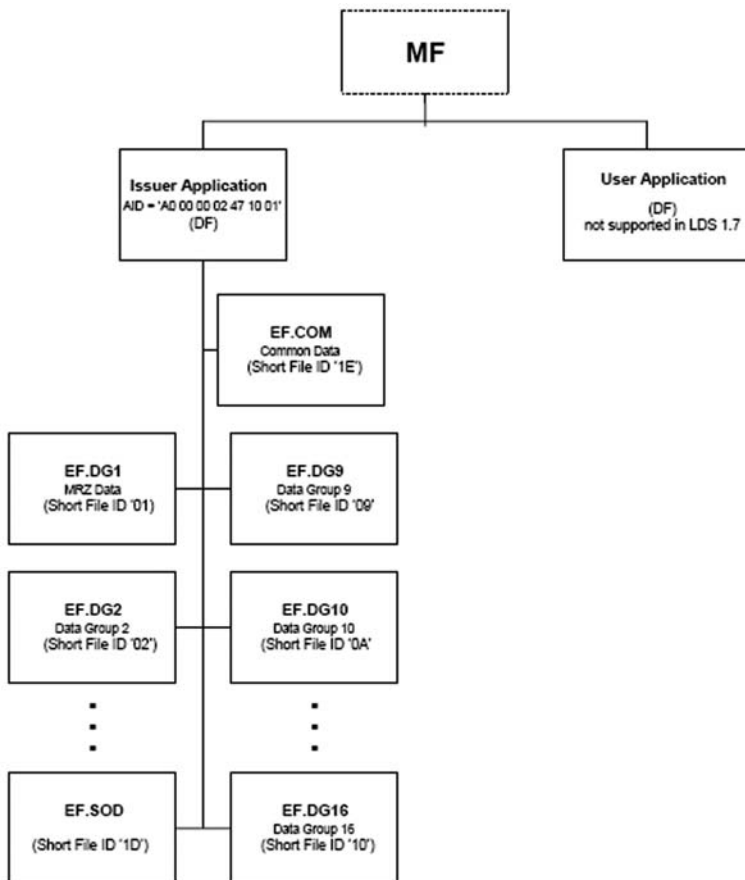 MF
Issuer Application
AID = 'A0 00 00 02 47 10 01'
(DF)
User Application
(DF)
not supported in LDS 1.7
EF.COM
Common Data
(Short File ID '1E')
EF.DG1
MRZ Data
(Short File ID '01)
EF.DG9
Data Group 9
(Short File ID '09'
EF.DG2
Data Group 2
(Short File ID '02')
EF.DG10
Data Group 10
(Short File ID '0A'
EF.SOD
(Short File ID '1D')
EF.DG16
Data Group 16
(Short File ID '10')